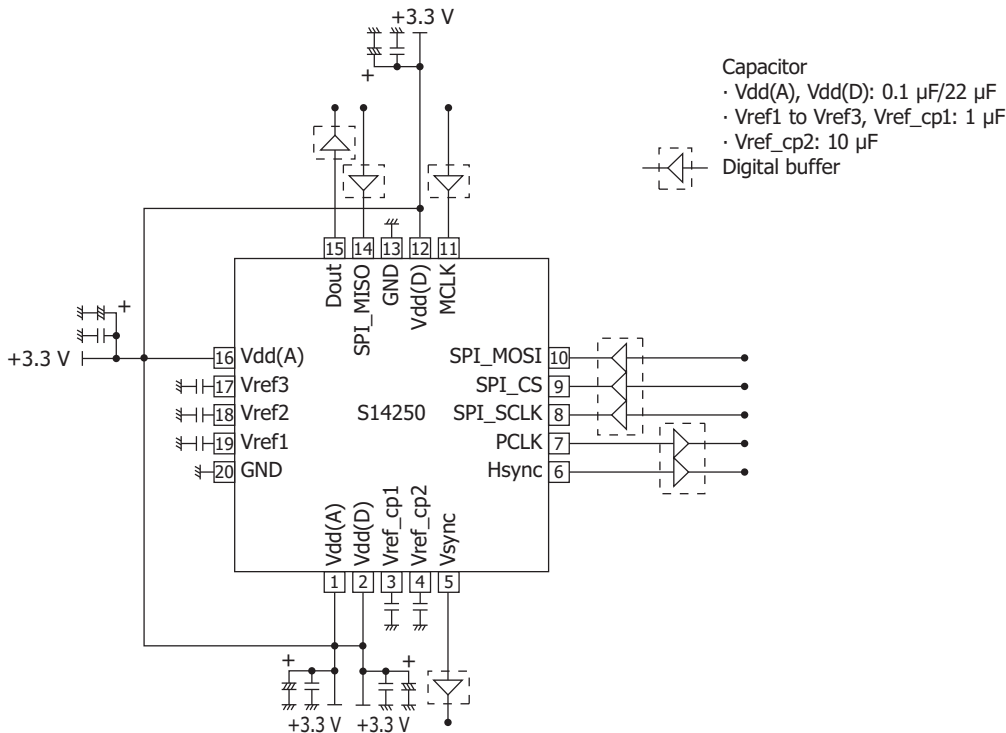 +3.3 V
+
Capacitor
· Vdd(A), Vdd(D): 0.1 µF/22 µF
· Vref1 to Vref3, Vref_cp1: 1 µF
· Vref_cp2: 10 µF
Digital buffer
15 14 13 12 11
Dout
SPI_MISO
GND
Vdd(D)
MCLK
+
+3.3 V
16 Vdd(A)
17 Vref3
18 Vref2
19 Vref1
20 GND
S14250
SPI_MOSI 10
SPI_CS 9
SPI_SCLK 8
PCLK 7
Hsync 6
Vdd(A)
Vdd(D)
Vref_cp1
Vref_cp2
Vsync
1 2 3 4 5
+
+
+3.3 V
+3.3 V